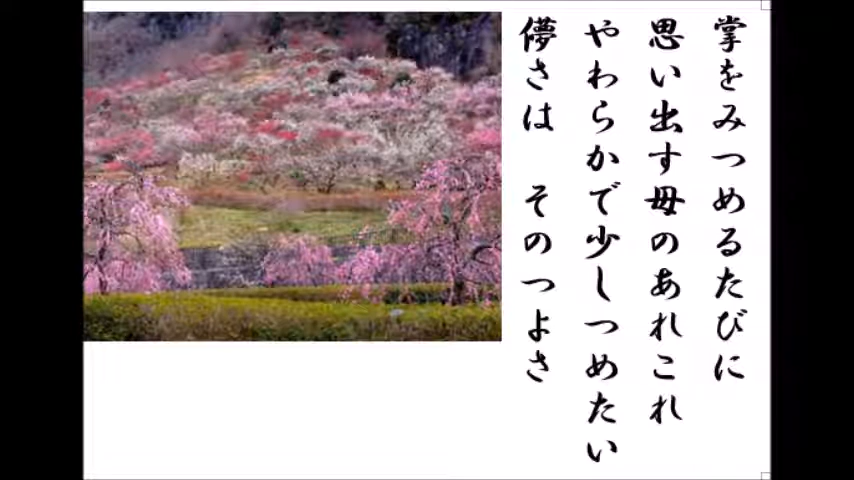 掌をみつめるたびに
思い出す母のあれこれ
やわらかで少しつめたい
儚さは　そのつよさ